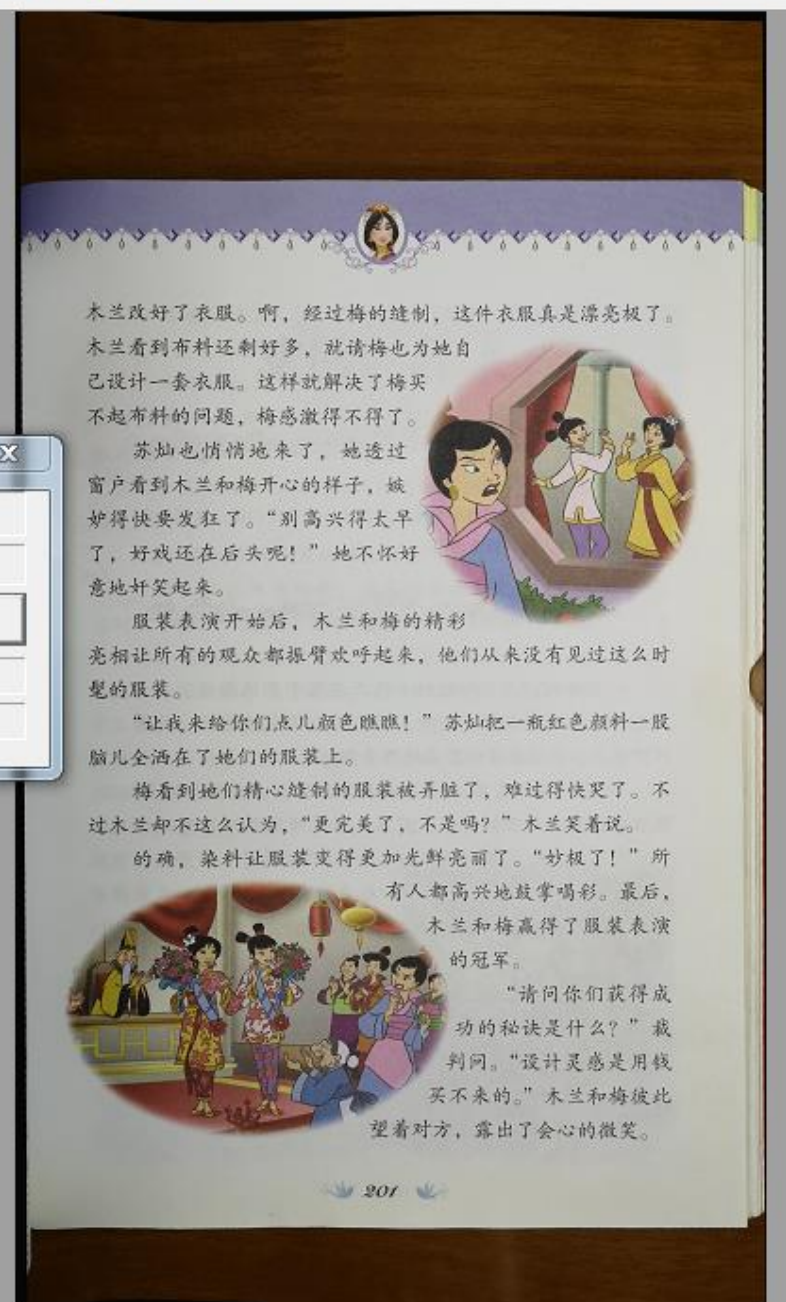 X
木兰改好了衣服。啊，经过梅的缝制，这件衣服真是漂亮极了。
木兰看到布料还剩好多，就请梅也为她自
己设计一套衣服。这样就解决了梅买
不起布料的问题，梅感激得不得了。
苏灿也悄悄地来了，她透过
窗户看到木兰和梅开心的样子，嫉
妒得快要发狂了。“别高兴得太早
了，好戏还在后头呢！”她不怀好
意地奸笑起来。
服装表演开始后，木兰和梅的精彩
亮相让所有的观众都振臂欢呼起来，他们从来没有见过这么时
髦的服装。
“让我来给你们点儿颜色瞧瞧！”苏灿把一瓶红色颜料一股
脑儿全洒在了她们的服装上。
梅看到她们精心缝制的服装被弄脏了，难过得快哭了。不
过木兰却不这么认为，“更完美了，不是吗？”木兰笑着说。
的确，染料让服装变得更加光鲜亮丽了。“妙极了！”所
有人都高兴地鼓掌喝彩。最后，
木兰和梅赢得了服装表演
的冠军。
“请问你们获得成
功的秘诀是什么？”裁
判问。“设计灵感是用钱
买不来的。”木兰和梅彼此
望着对方，露出了会心的微笑。
201